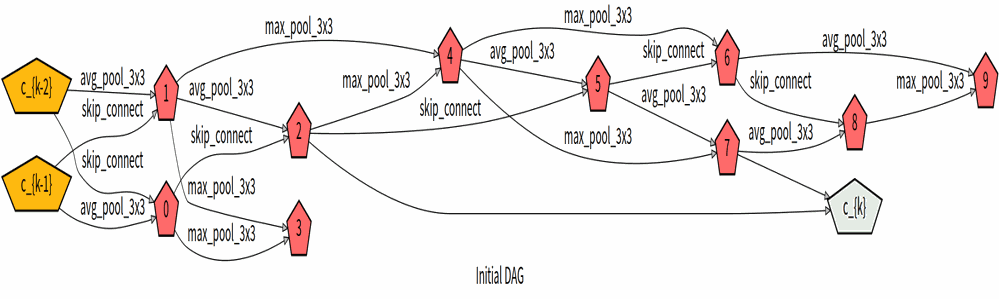 max_pool_3x3
max_pool_3x3
avg_pool_3x3
4
avg_pool_3x3
skip_connect
6
9
c_{k-2}
avg_pool_3x3
1
avg_pool_3x3
max_pool_3x3
5
skip_connect
max_pool_3x3
skip_connect
skip_connect
avg_pool_3x3
2
skip_connect
max_pool_3x3
7
avg_pool_3x3
8
c_{k-1}
skip_connect
max_pool_3x3
avg_pool_3x3
0
max_pool_3x3
3
c_{k}
Initial DAG